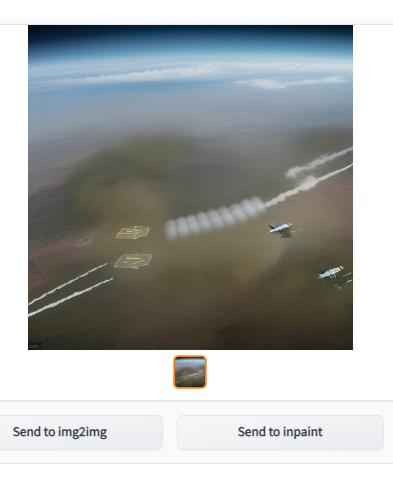 Send to img2img
Send to inpaint